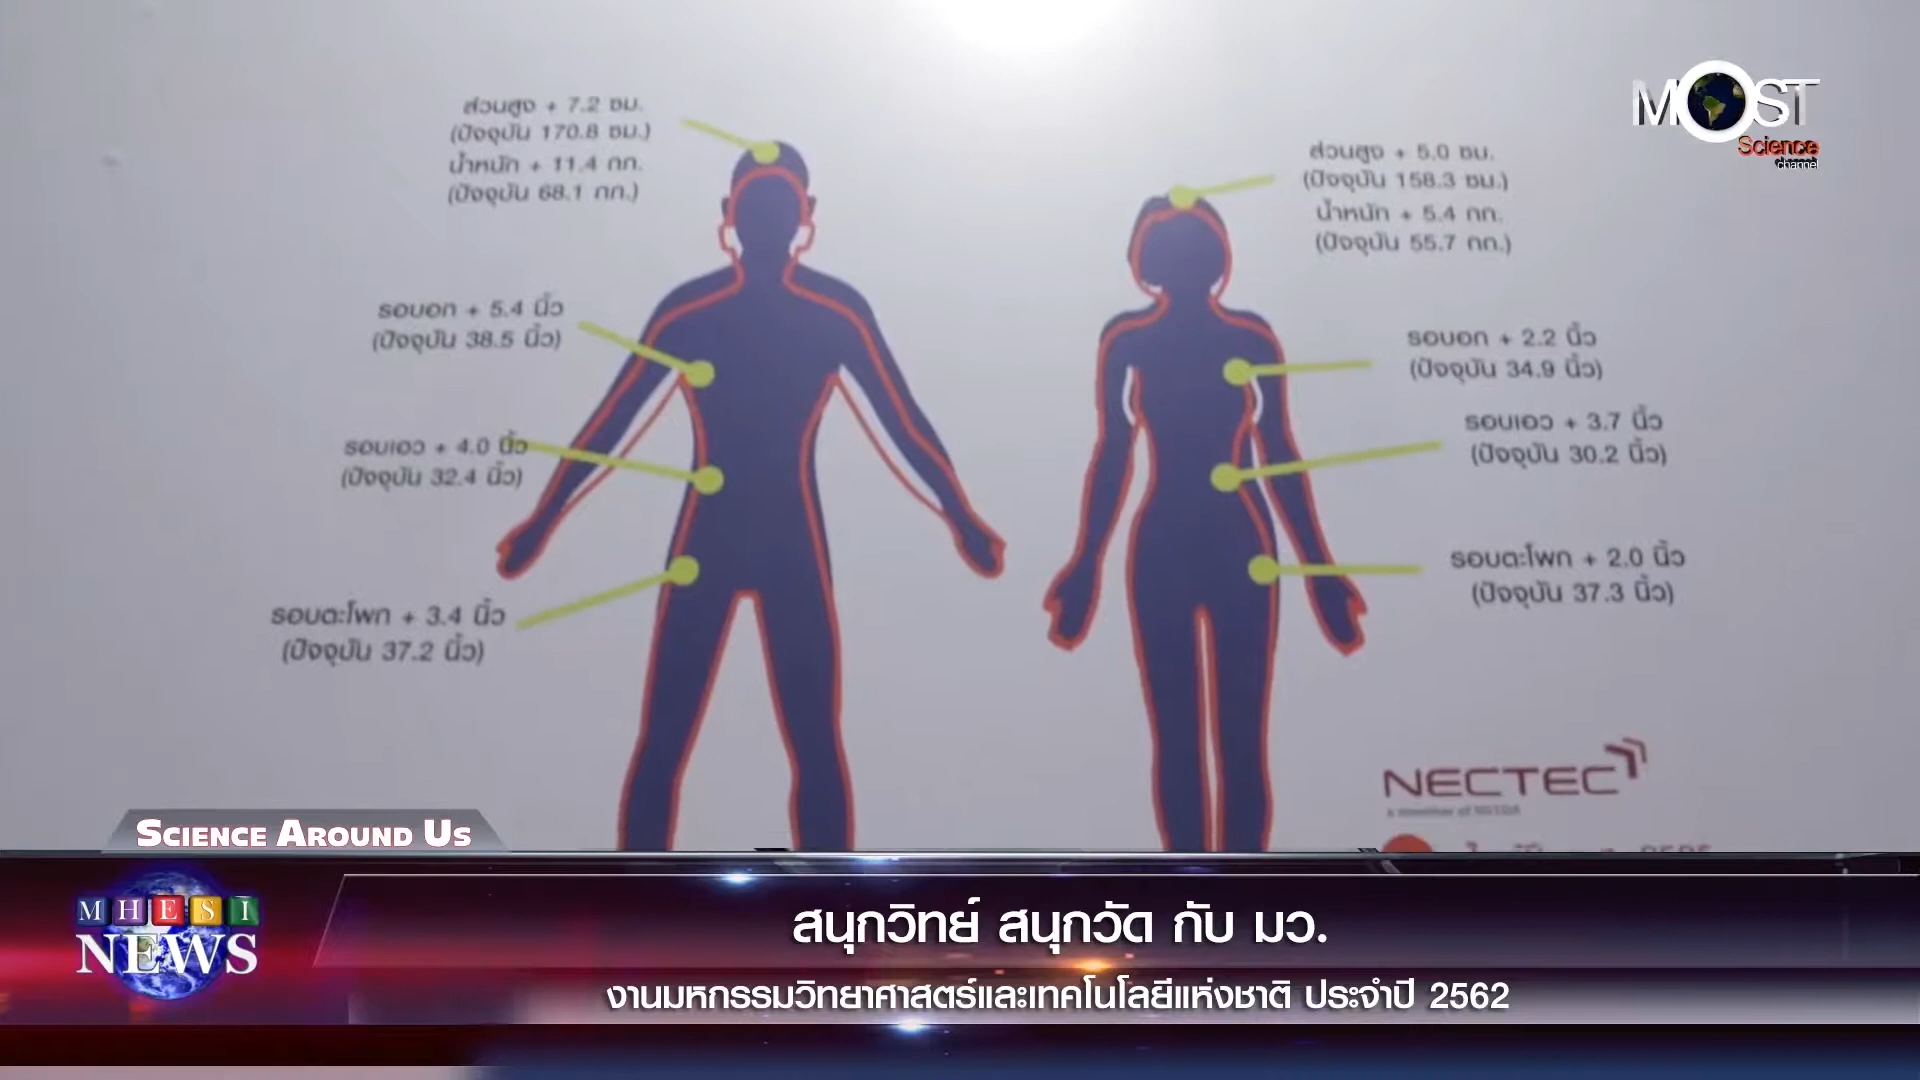 MOST
Science
channel
ส่วนสูง + 7.2 ซม.
(ปัจจุบัน 170.8 ซม.)
น้ำหนัก + 11.4 กก.
(ปัจจุบัน 68.1 กก.)
รอบอก + 5.4 นิ้ว
(ปัจจุบัน 38.5 นิ้ว)
รอบเอว + 4.0 นิ้ว
(ปัจจุบัน 32.4 นิ้ว)
รอบตะโพก + 3.4 นิ้ว
(ปัจจุบัน 37.2 นิ้ว)
ส่วนสูง + 5.0 ซม.
(ปัจจุบัน 158.3 ซม.)
น้ำหนัก + 5.4 กก.
(ปัจจุบัน 55.7 กก.)
รอบอก + 2.2 นิ้ว
(ปัจจุบัน 34.9 นิ้ว)
รอบเอว + 3.7 นิ้ว
(ปัจจุบัน 30.2 นิ้ว)
รอบตะโพก + 2.0 นิ้ว
(ปัจจุบัน 37.3 นิ้ว)
NECTEC
a member of NSTDA
SCIENCE AROUND US
MHESI
NEWS
สนุกวิทย์ สนุกวัด กับ มว.
งานมหกรรมวิทยาศาสตร์และเทคโนโลยีแห่งชาติ ประจำปี 2562